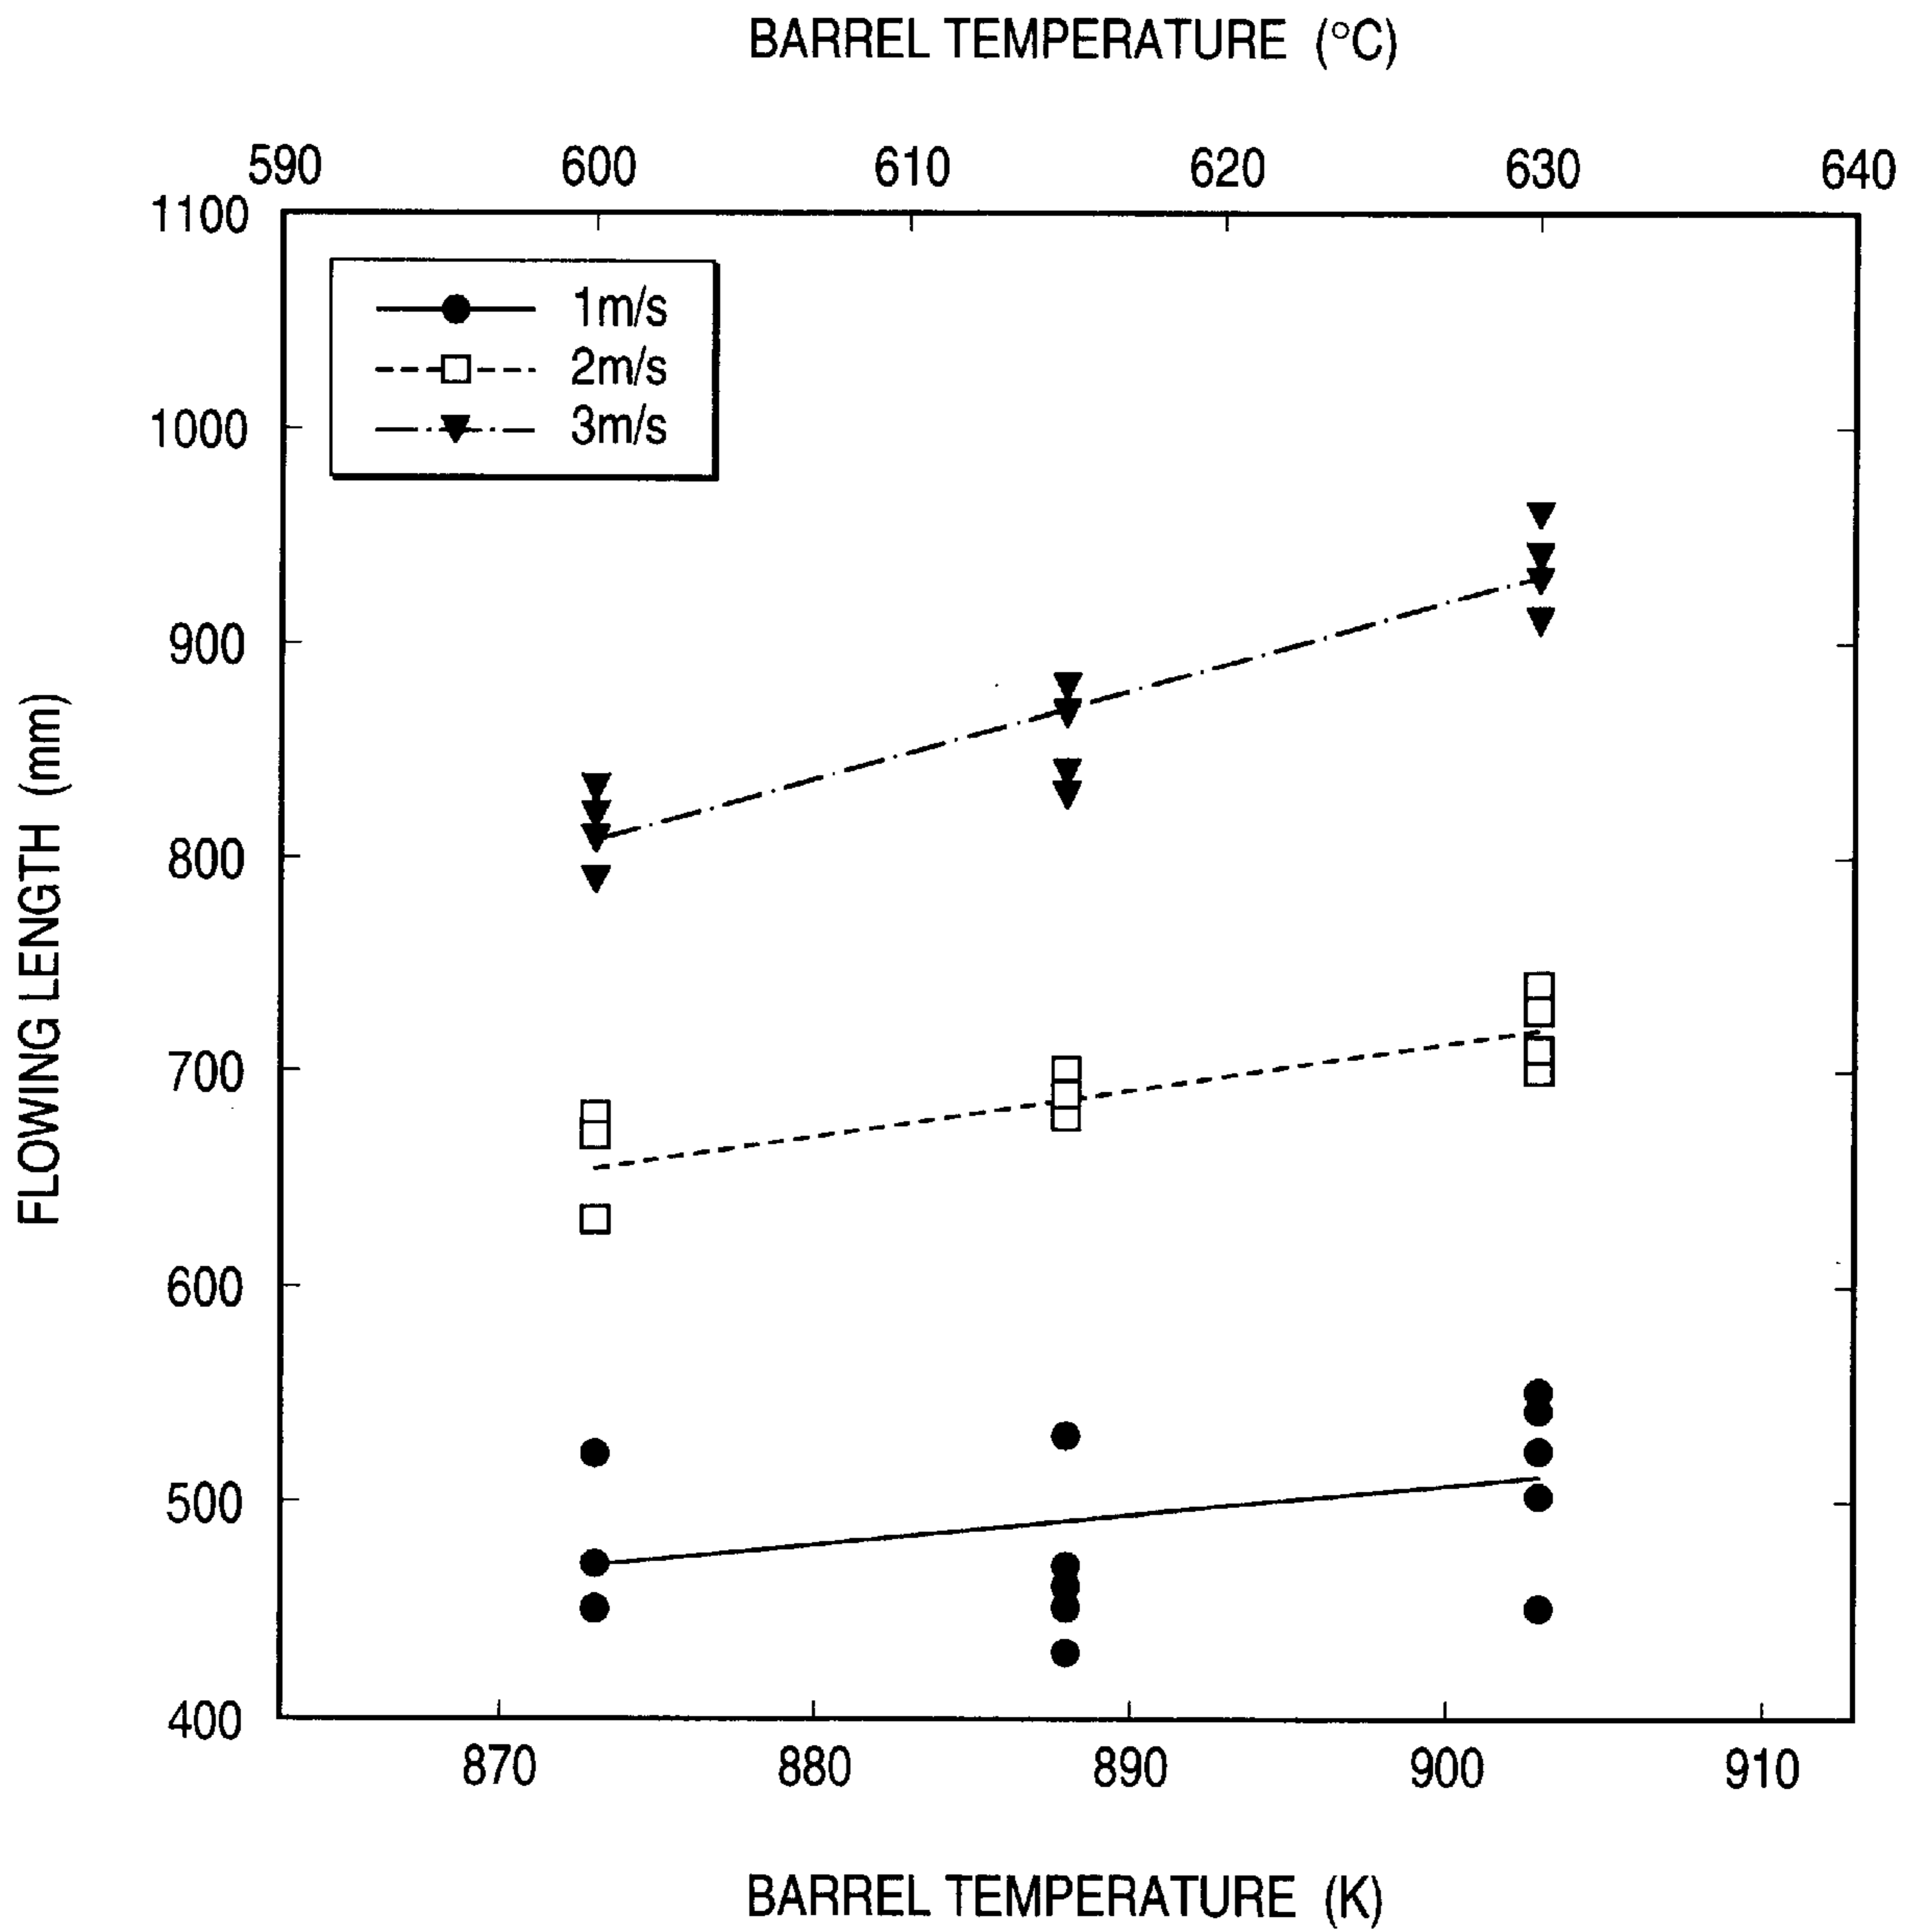 BARREL TEMPERATURE (°C)
590 600 610 620 630 640
1100
1000
900
800
700
600
500
400
1m/s
2m/s
3m/s
FLOWING LENGTH (mm)
870 880 890 900 910
BARREL TEMPERATURE (K)